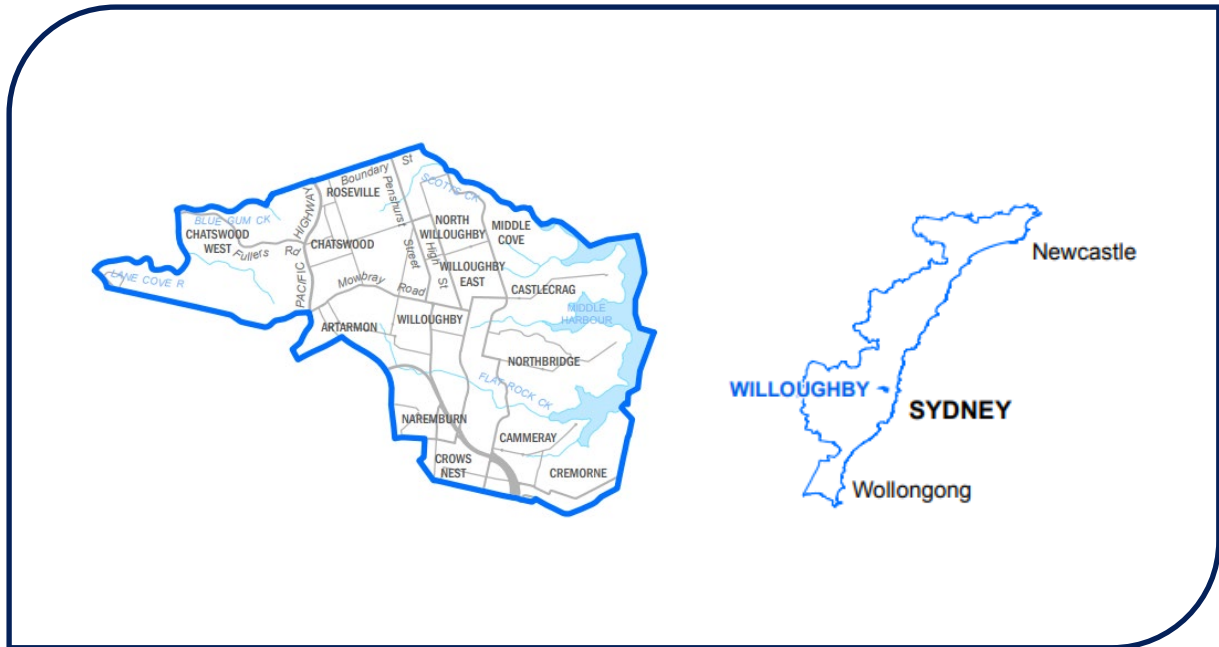 Boundary St
ROSEVILLE
Penshurst
Street
SCOTTS CK
HIGHWAY
PACIFIC
BLUE GUM CK
CHATSWOOD
WEST
Fullers Rd
CHATSWOOD
NORTH
WILLOUGHBY
MIDDLE
COVE
High St
WILLOUGHBY
EAST
LANE COVE R
Mowbray Road
CASTLECRAG
MIDDLE
HARBOUR
ARTARMON
WILLOUGHBY
NORTHBRIDGE
FLAT ROCK CK
NAREMBURN
CAMMERAY
CROWS
NEST
CREMORNE
Newcastle
WILLOUGHBY
SYDNEY
Wollongong